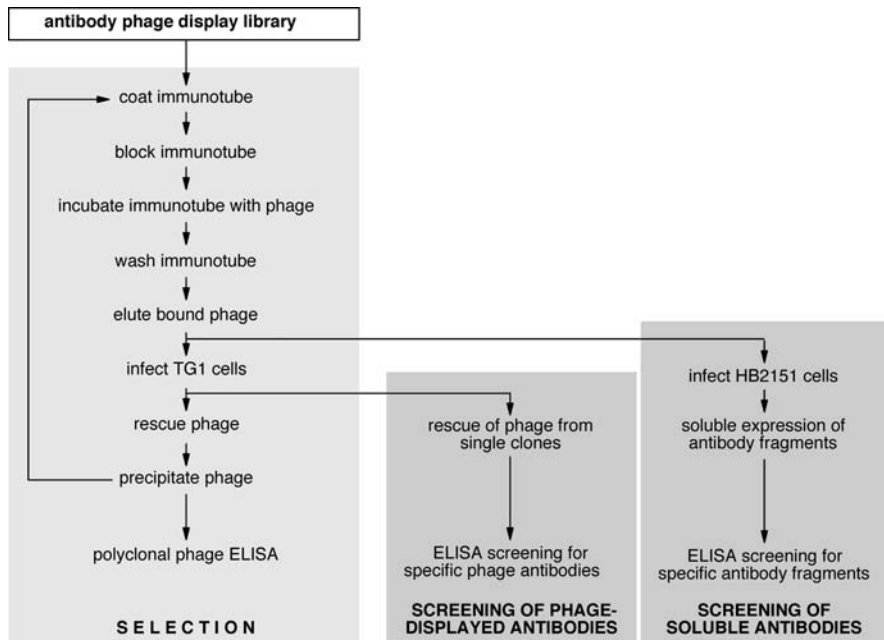 antibody phage display library
coat immunotube
block immunotube
incubate immunotube with phage
wash immunotube
elute bound phage
infect TG1 cells
rescue phage
precipitate phage
polyclonal phage ELISA
SELECTION
rescue of phage from
single clones
ELISA screening for
specific phage antibodies
SCREENING OF PHAGE-
DISPLAYED ANTIBODIES
infect HB2151 cells
soluble expression of
antibody fragments
ELISA screening for
specific antibody fragments
SCREENING OF
SOLUBLE ANTIBODIES